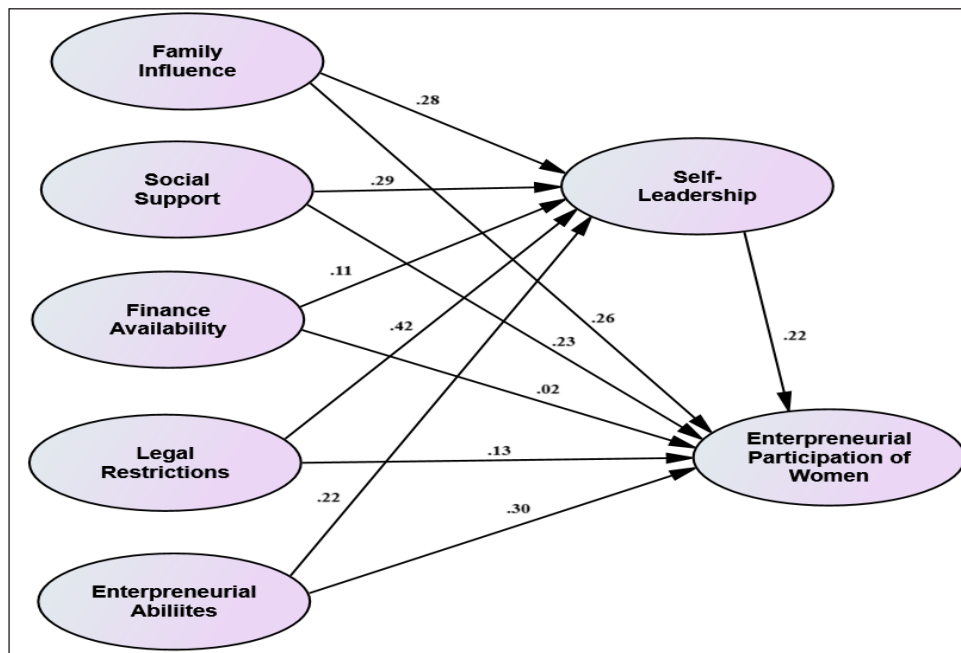 Family
Influence
.28
Social
Support
.29
Self-
Leadership
.11
Finance
Availability
.26
.42
.23
.22
.02
Legal
Restrictions
.13
Enterpreneurial
Participation of
Women
.22
.30
Enterpreneurial
Abiliites